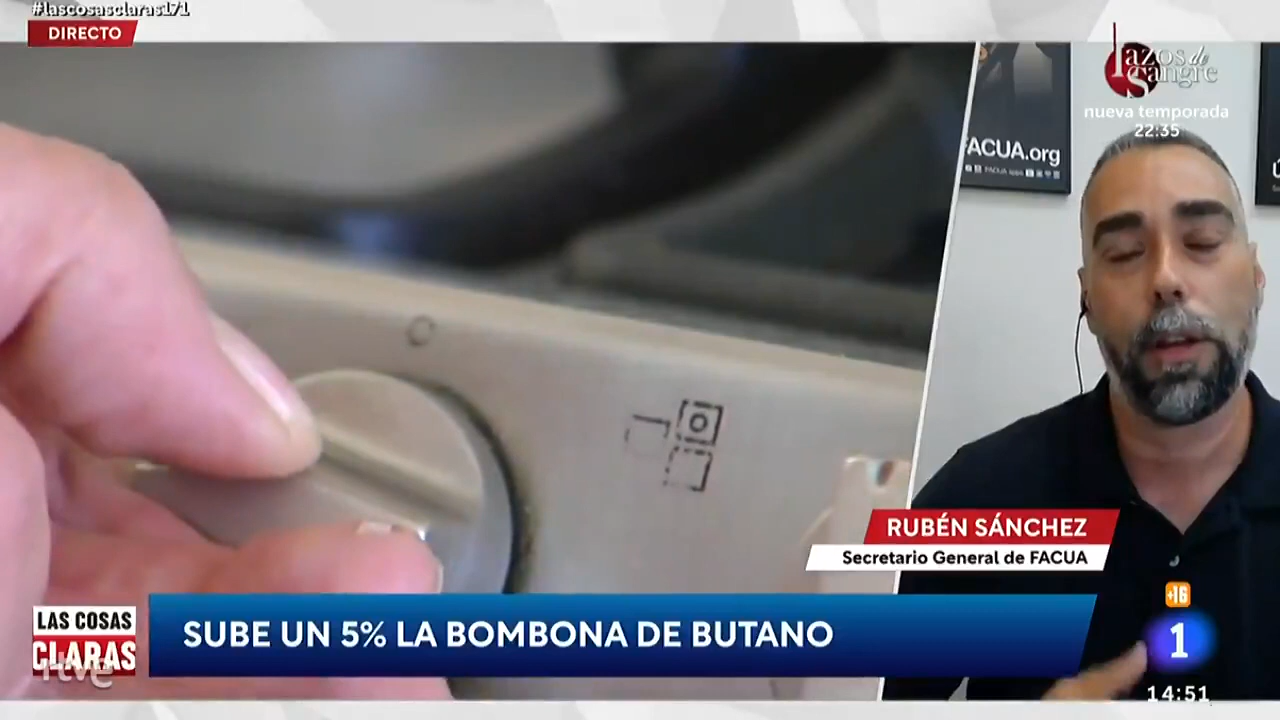 #lascosasclaras171
DIRECTO
Lazos de
Sangre
nueva temporada
22:35
FACUA.org
RUBÉN SÁNCHEZ
Secretario General de FACUA
+16
LAS COSAS
CLARAS
rtve
SUBE UN 5% LA BOMBONA DE BUTANO
1
14:51